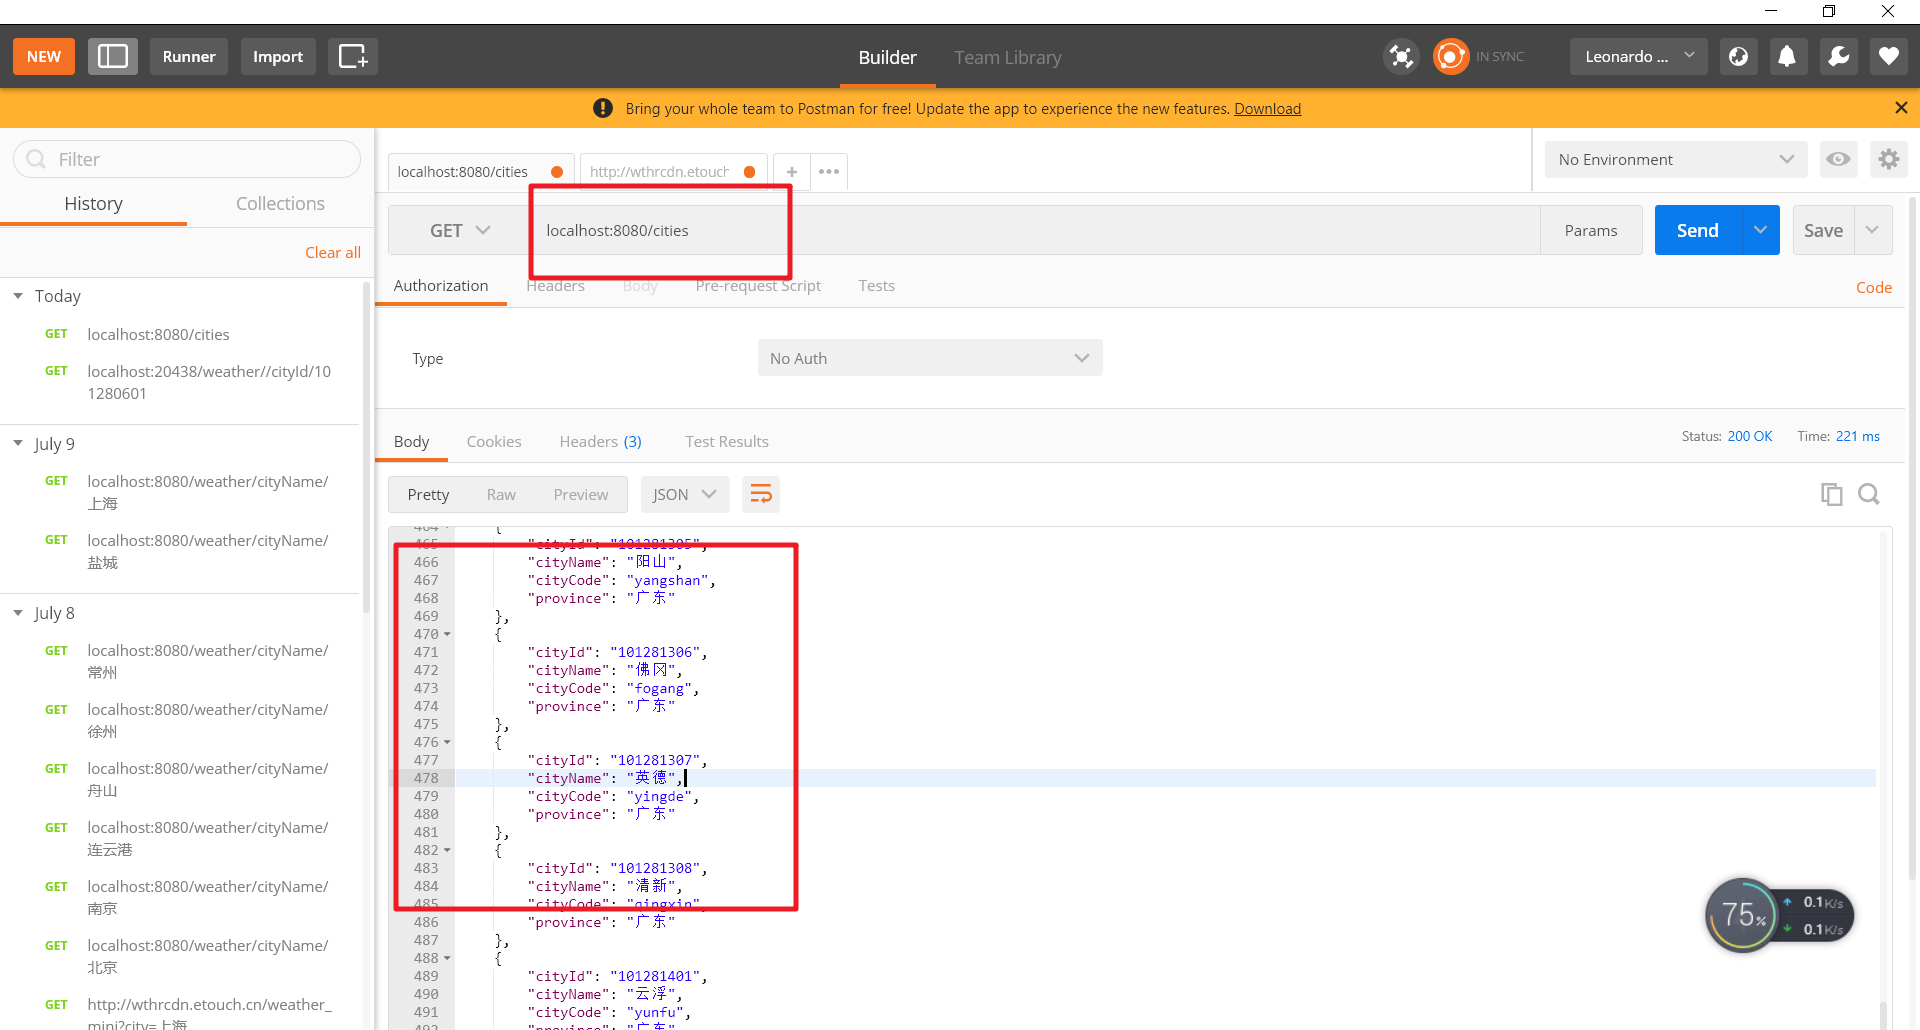 NEW
Runner
Import
Builder
Team Library
IN SYNC
Leonardo ...
Bring your whole team to Postman for free! Update the app to experience the new features. Download
Filter
History
Collections
Clear all
Today
GET localhost:8080/cities
GET localhost:20438/weather//cityId/10
1280601
July 9
GET localhost:8080/weather/cityName/
上海
GET localhost:8080/weather/cityName/
盐城
July 8
GET localhost:8080/weather/cityName/
常州
GET localhost:8080/weather/cityName/
徐州
GET localhost:8080/weather/cityName/
舟山
GET localhost:8080/weather/cityName/
连云港
GET localhost:8080/weather/cityName/
南京
GET localhost:8080/weather/cityName/
北京
GET http://wthrcdn.etouch.cn/weather_
mini?city=上海
localhost:8080/cities
http://wthrcdn.etouch
No Environment
GET
localhost:8080/cities
Params
Send
Save
Authorization
Headers
Body
Pre-request Script
Tests
Code
Type
No Auth
Body
Cookies
Headers (3)
Test Results
Status: 200 OK
Time: 221 ms
Pretty
Raw
Preview
JSON
464 {
465 "cityId": "101281305",
466 "cityName": "阳山",
467 "cityCode": "yangshan",
468 "province": "广东"
469 },
470 {
471 "cityId": "101281306",
472 "cityName": "佛冈",
473 "cityCode": "fogang",
474 "province": "广东"
475 },
476 {
477 "cityId": "101281307",
478 "cityName": "英德",
479 "cityCode": "yingde",
480 "province": "广东"
481 },
482 {
483 "cityId": "101281308",
484 "cityName": "清新",
485 "cityCode": "qingxin",
486 "province": "广东"
487 },
488 {
489 "cityId": "101281401",
490 "cityName": "云浮",
491 "cityCode": "yunfu",
492 "province": "广东"
75%
0.1K/s
0.1K/s